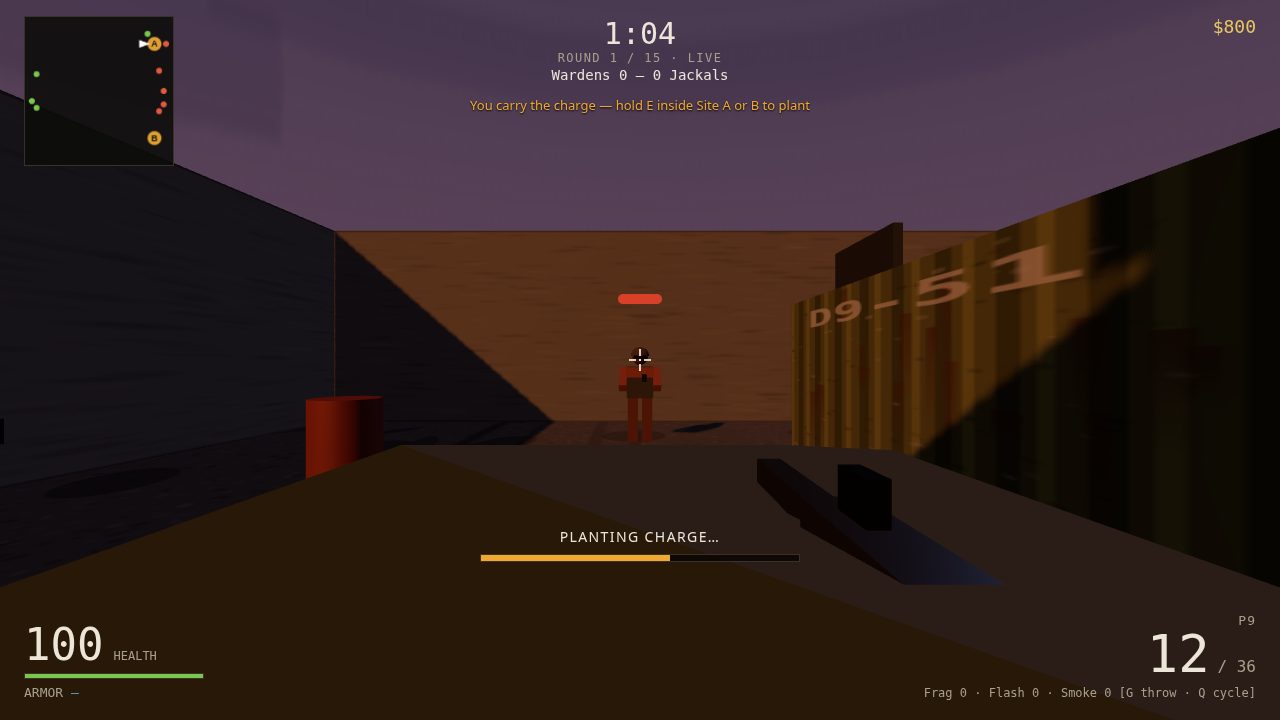 A
B
1:04
ROUND 1 / 15 · LIVE
Wardens 0 — 0 Jackals
You carry the charge — hold E inside Site A or B to plant
$800
D9-51
PLANTING CHARGE…
100 HEALTH
ARMOR —
P9
12 / 36
Frag 0 · Flash 0 · Smoke 0 [G throw · Q cycle]